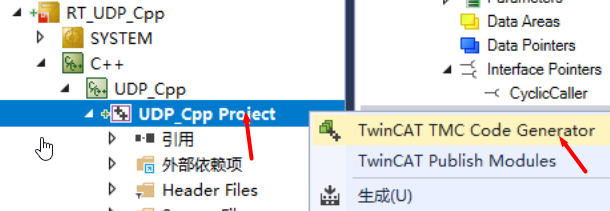 RT_UDP_Cpp
SYSTEM
C++
UDP_Cpp
UDP_Cpp Project
引用
外部依赖项
Header Files
Data Areas
Data Pointers
Interface Pointers
CyclicCaller
TwinCAT TMC Code Generator
TwinCAT Publish Modules
生成(U)